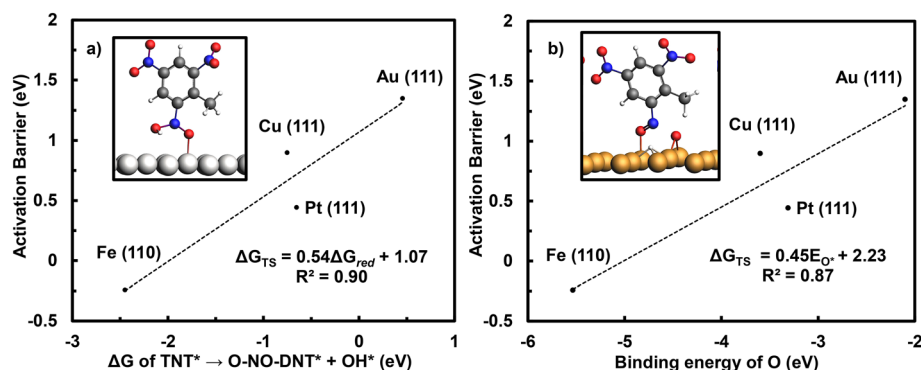 a)
2
1.5
1
0.5
0
-0.5
Activation Barrier (eV)
Au (111)
Cu (111)
Pt (111)
Fe (110)
ΔG_TS = 0.54ΔG_red + 1.07
R² = 0.90
-3 -2 -1 0 1
ΔG of TNT* → O-NO-DNT* + OH* (eV)
b)
2
1.5
1
0.5
0
-0.5
Activation Barrier (eV)
Au (111)
Cu (111)
Pt (111)
Fe (110)
ΔG_TS = 0.45E_O* + 2.23
R² = 0.87
-6 -5 -4 -3 -2
Binding energy of O (eV)